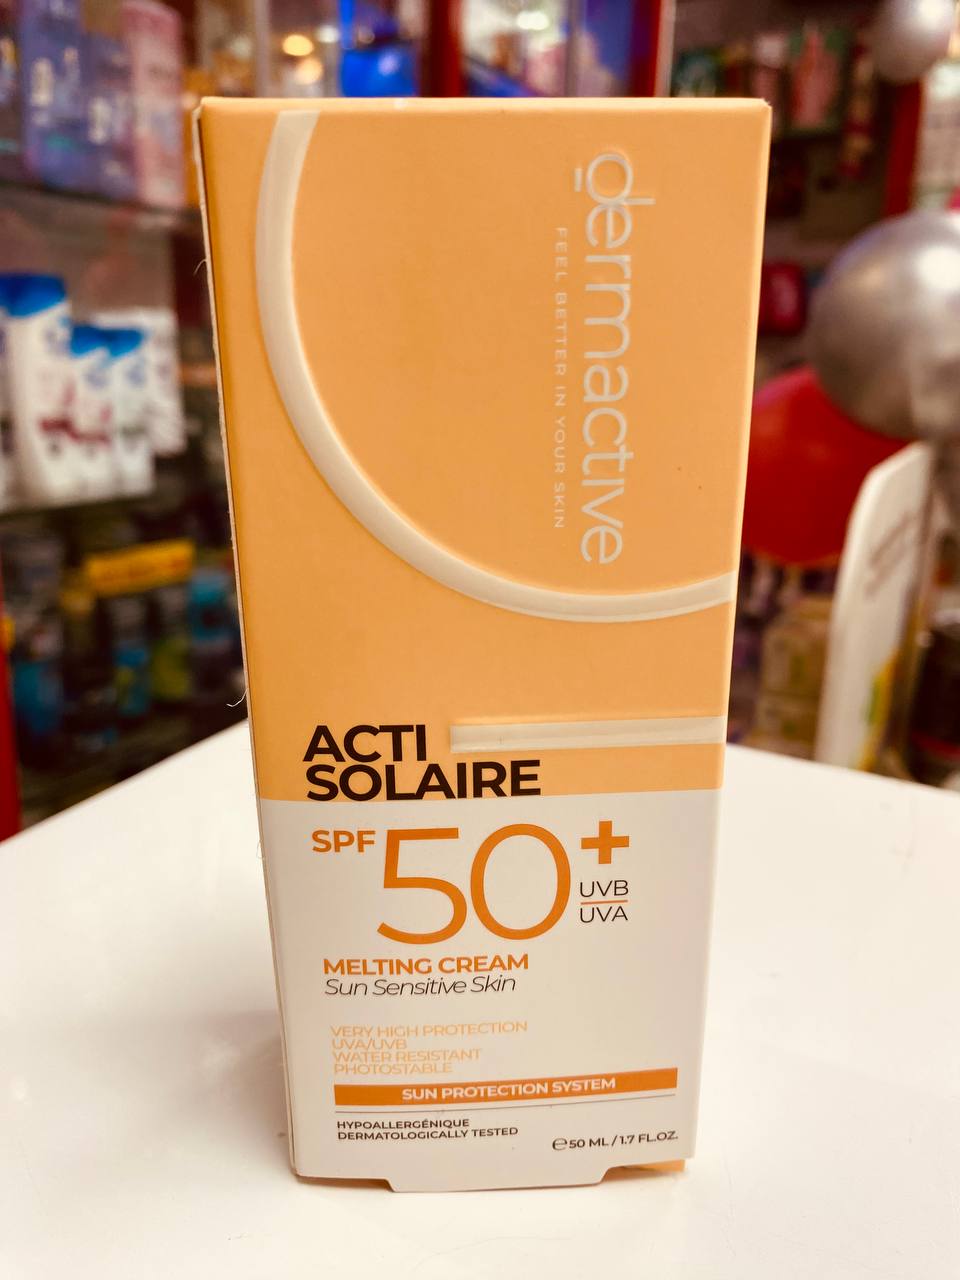 dermactive
FEEL BETTER IN YOUR SKIN
ACTI
SOLAIRE
SPF 50+
UVB
UVA
MELTING CREAM
Sun Sensitive Skin
VERY HIGH PROTECTION
UVA/UVB
WATER RESISTANT
PHOTOSTABLE
SUN PROTECTION SYSTEM
HYPOALLERGÉNIQUE
DERMATOLOGICALLY TESTED
℮50 ML / 1.7 FL.OZ.